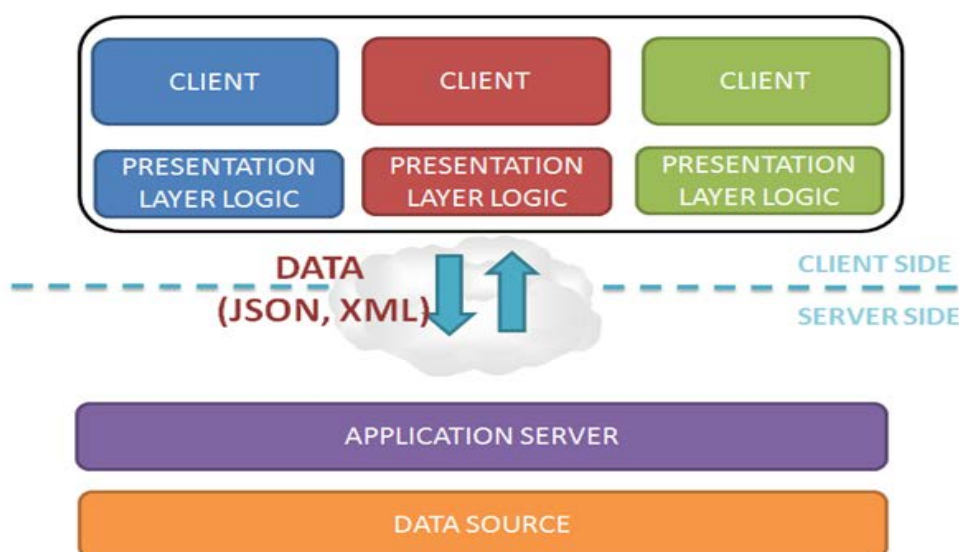 CLIENT
CLIENT
CLIENT
PRESENTATION
LAYER LOGIC
PRESENTATION
LAYER LOGIC
PRESENTATION
LAYER LOGIC
DATA
(JSON, XML)
CLIENT SIDE
SERVER SIDE
APPLICATION SERVER
DATA SOURCE